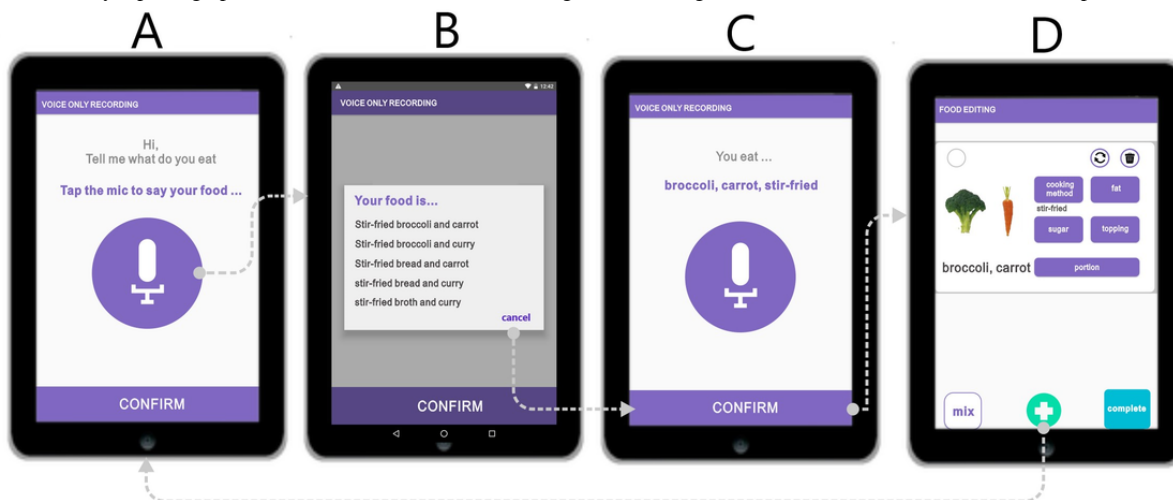 A
B
C
D
VOICE ONLY RECORDING
Hi,
Tell me what do you eat
Tap the mic to say your food ...
CONFIRM
12:42
VOICE ONLY RECORDING
Your food is...
Stir-fried broccoli and carrot
Stir-fried broccoli and curry
Stir-fried bread and carrot
stir-fried bread and curry
stir-fried broth and curry
cancel
CONFIRM
VOICE ONLY RECORDING
You eat ...
broccoli, carrot, stir-fried
CONFIRM
FOOD EDITING
cooking
method
fat
stir-fried
sugar
topping
broccoli, carrot
portion
mix
complete